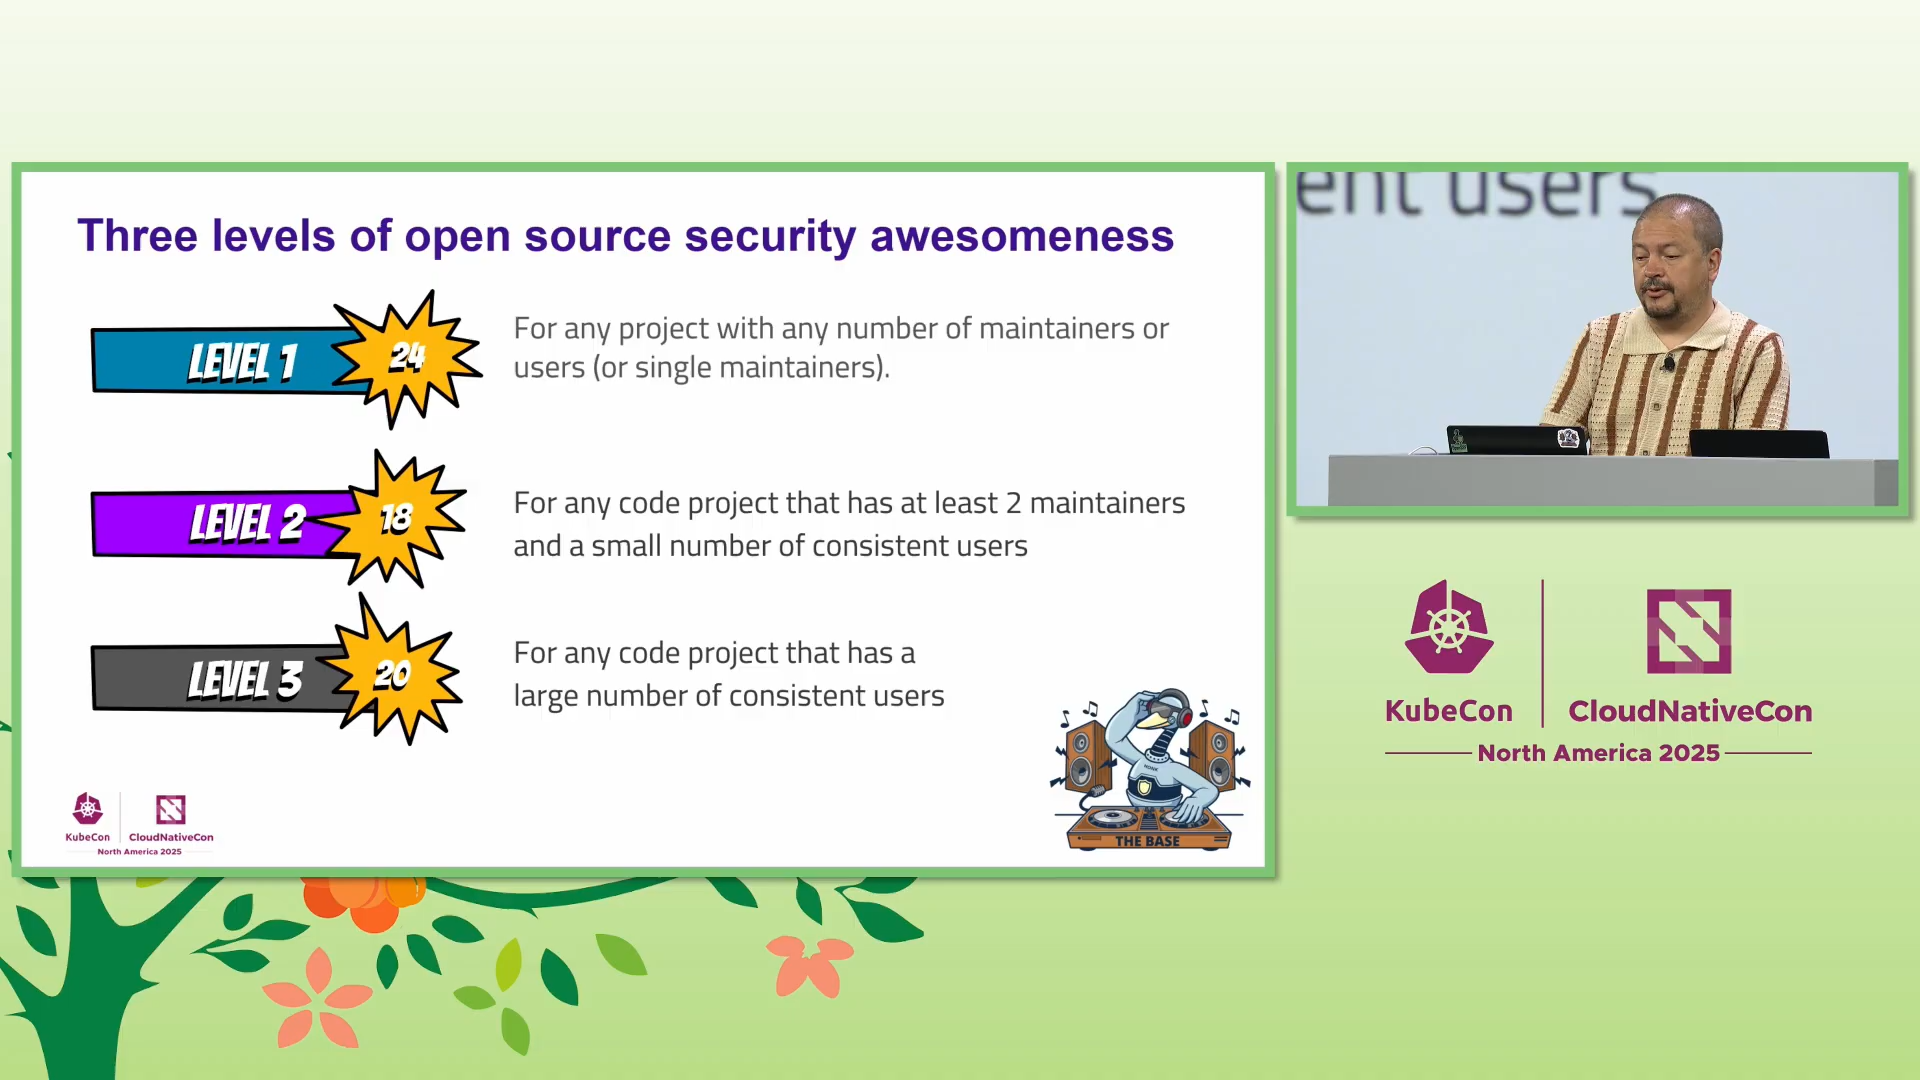 Three levels of open source security awesomeness
LEVEL 1
24
For any project with any number of maintainers or
users (or single maintainers).
LEVEL 2
18
For any code project that has at least 2 maintainers
and a small number of consistent users
LEVEL 3
20
For any code project that has a
large number of consistent users
HONK
THE BASE
KubeCon
CloudNativeCon
North America 2025
ent users
KubeCon
CloudNativeCon
North America 2025